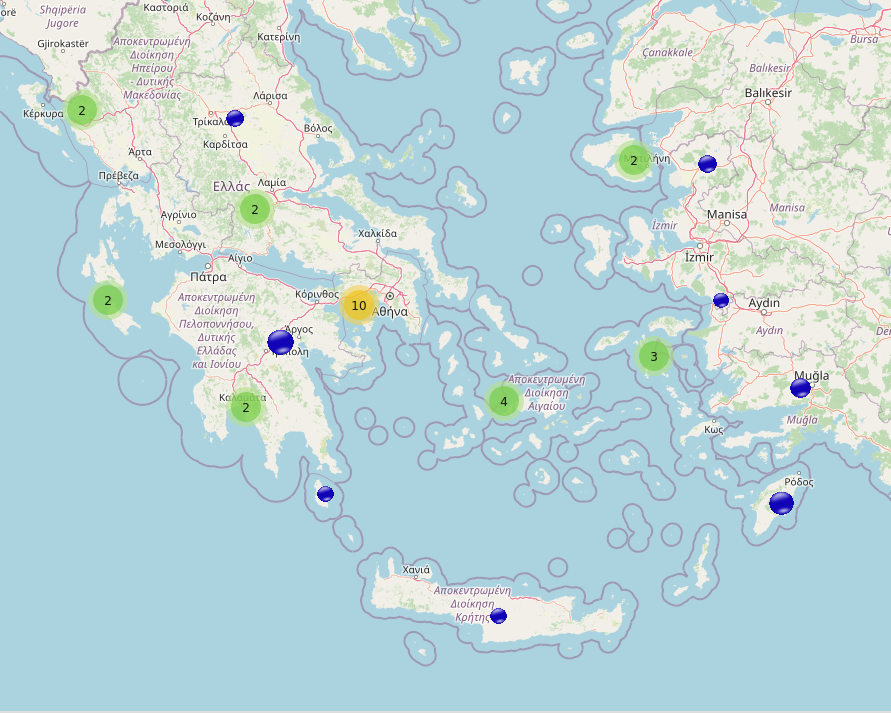 oré
Shqipëria
Jugore
Gjirokastër
Καστοριά
Κοζάνη
Κατερίνη
Αποκεντρωμένη
Διοίκηση
Ηπείρου
- Δυτικής
Μακεδονίας
Κέρκυρα
2
Τρίκαλα
Λάρισα
Καρδίτσα
Βόλος
Άρτα
Πρέβεζα
Ελλάς
Λαμία
2
Αγρίνιο
Μεσολόγγι
Αίγιο
Πάτρα
Χαλκίδα
2
Αποκεντρωμένη
Διοίκηση
Πελοποννήσου,
Δυτικής
Ελλάδας
και Ιονίου
Κόρινθος
10
Αθήνα
Άργος
Καλαμάτα
2
4
Αποκεντρωμένη
Διοίκηση
Αιγαίου
Χανιά
Αποκεντρωμένη
Διοίκηση
Κρήτης
Çanakkale
Bursa
Balıkesir
Balıkesir
2
Μυτιλήνη
Manisa
Manisa
İzmir
İzmir
Aydın
Aydın
3
Muğla
Muğla
Κως
Ρόδος